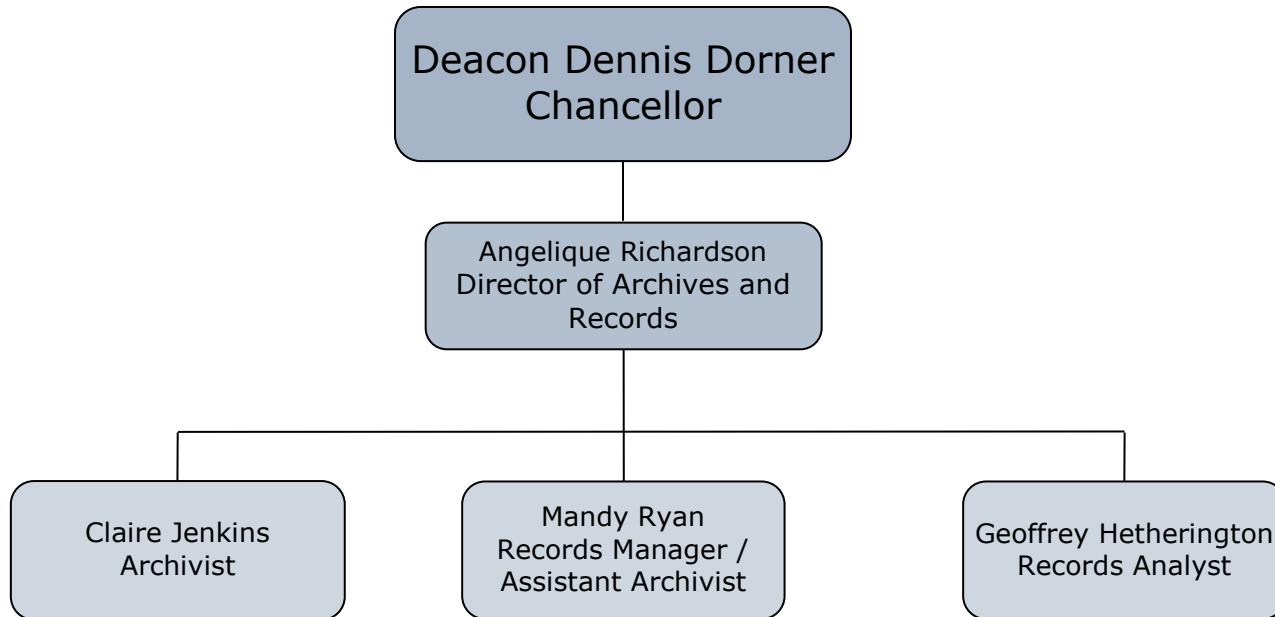 Deacon Dennis Dorner
Chancellor
Angelique Richardson
Director of Archives and
Records
Claire Jenkins
Archivist
Mandy Ryan
Records Manager /
Assistant Archivist
Geoffrey Hetherington
Records Analyst